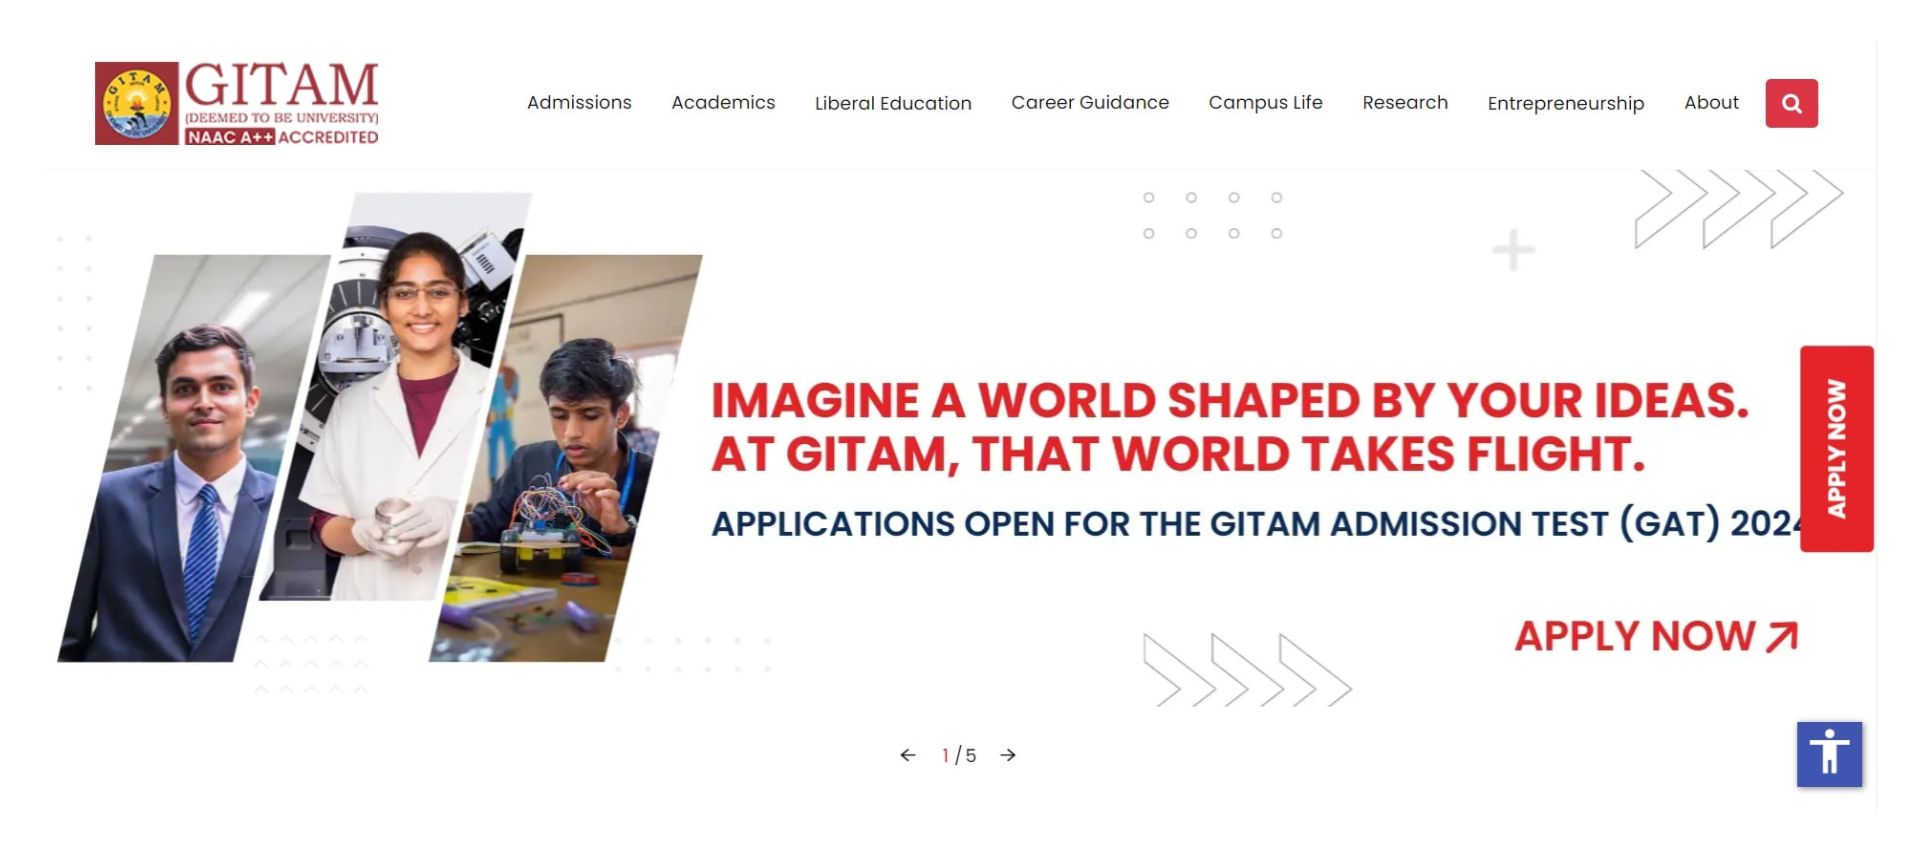 GITAM
(DEEMED TO BE UNIVERSITY)
NAAC A++ ACCREDITED
Admissions
Academics
Liberal Education
Career Guidance
Campus Life
Research
Entrepreneurship
About
IMAGINE A WORLD SHAPED BY YOUR IDEAS.
AT GITAM, THAT WORLD TAKES FLIGHT.
APPLICATIONS OPEN FOR THE GITAM ADMISSION TEST (GAT) 2024
APPLY NOW
APPLY NOW
1 / 5